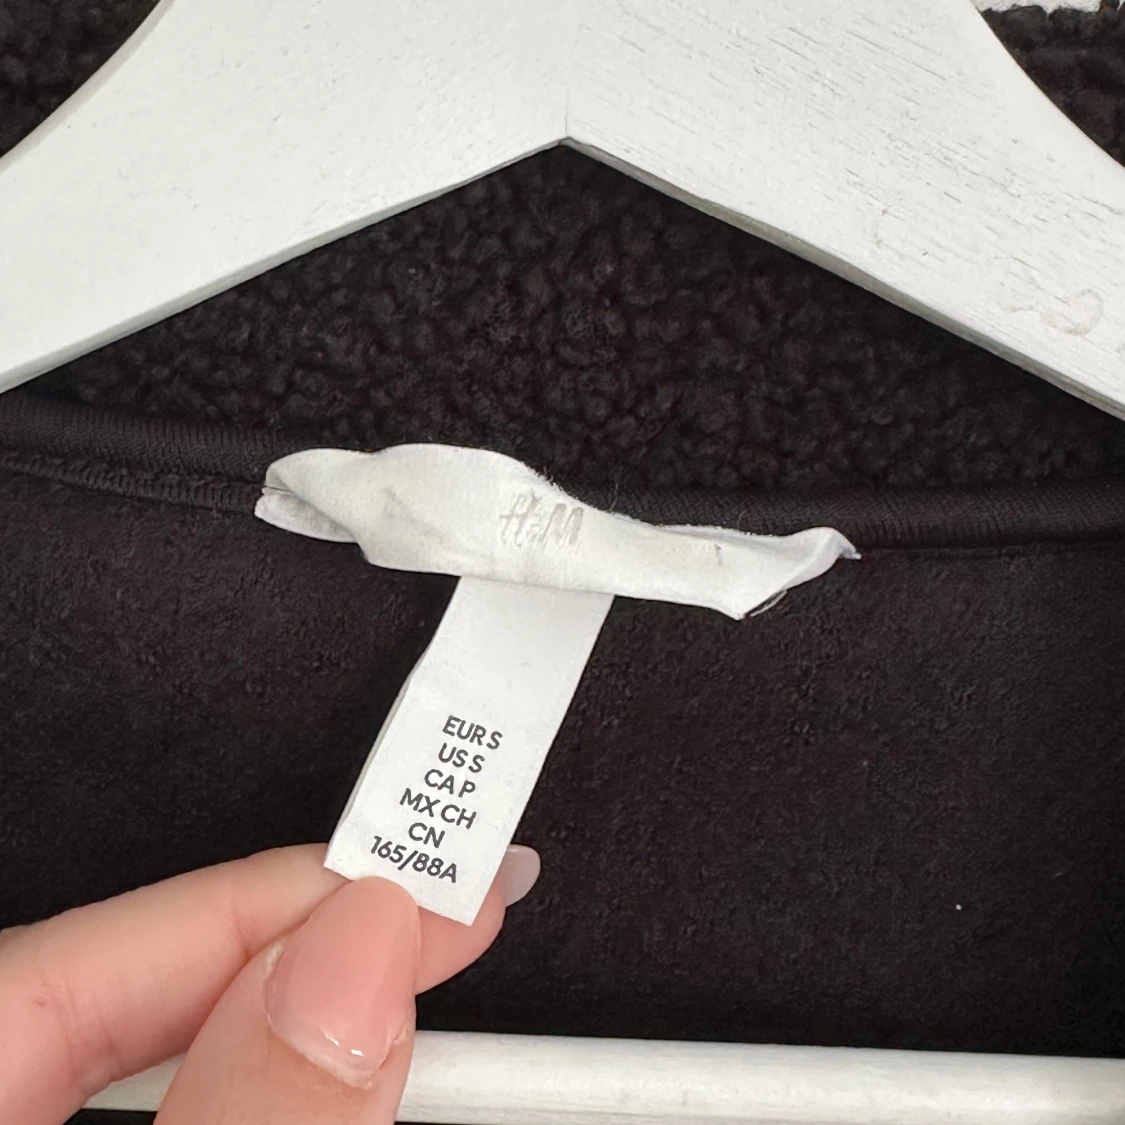 H&M
EUR S
US S
CA P
MX CH
CN
165/88A